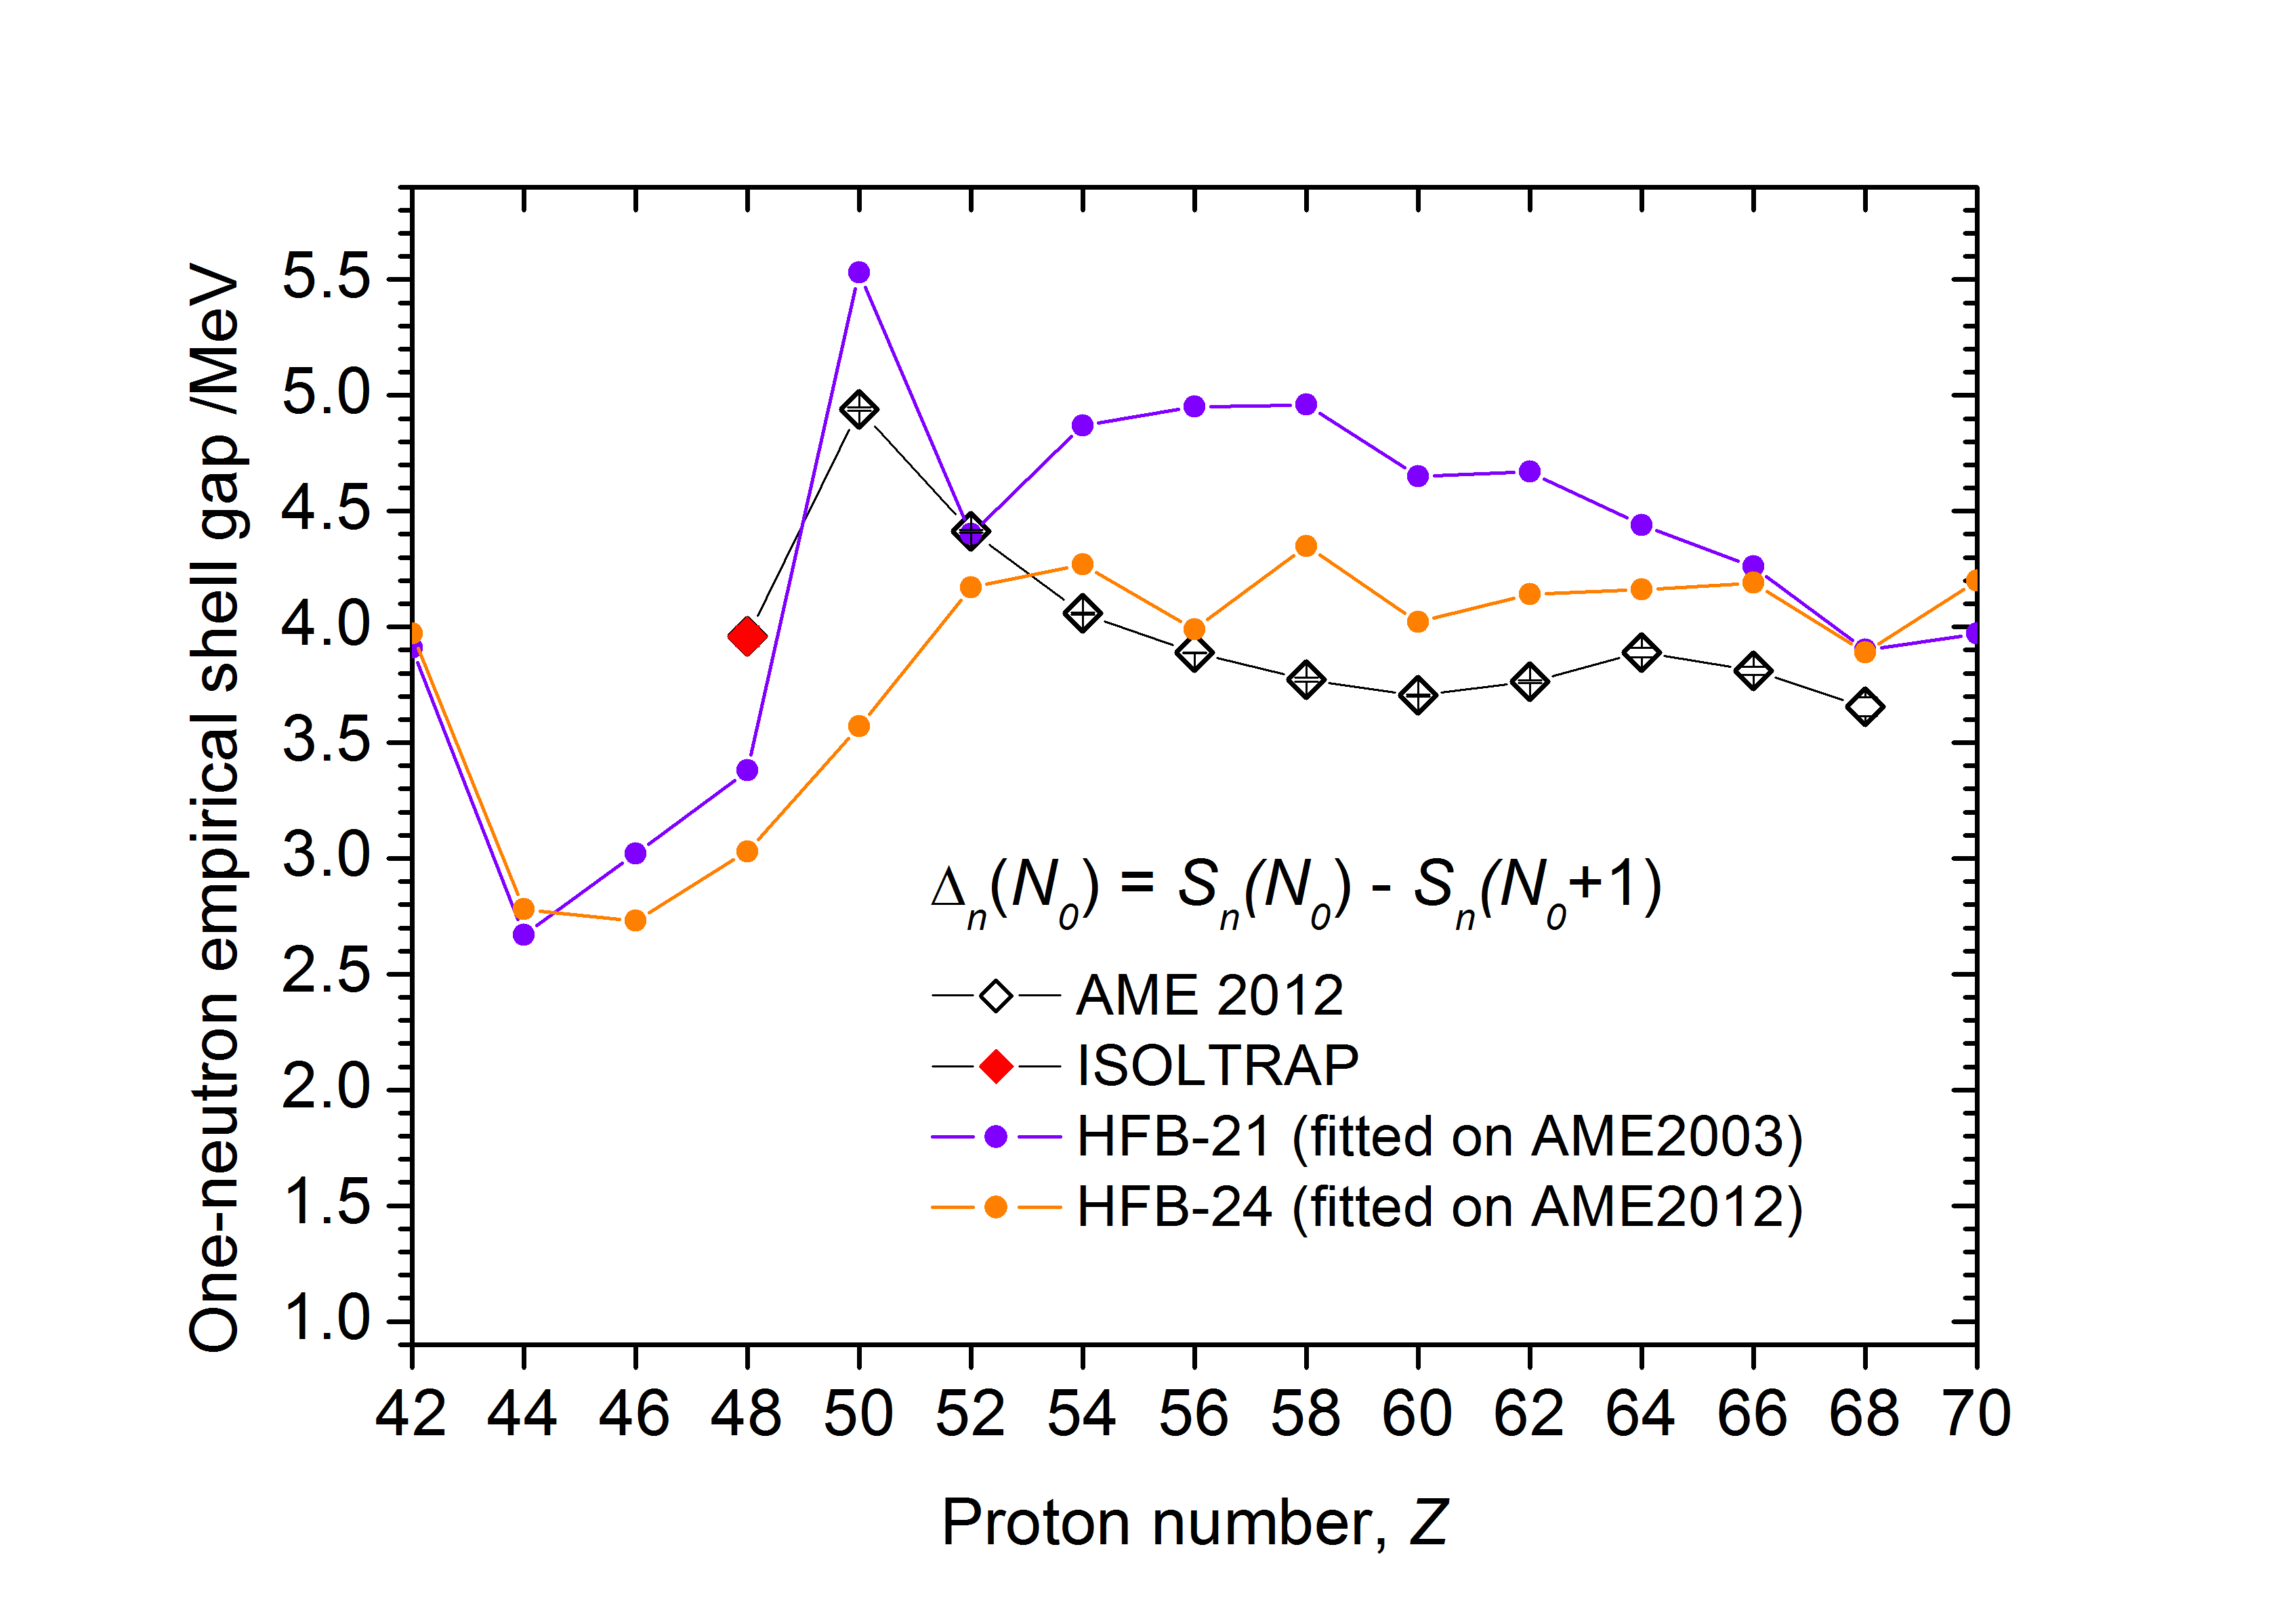 One-neutron empirical shell gap /MeV
5.5
5.0
4.5
4.0
3.5
3.0
2.5
2.0
1.5
1.0
Δn(N0) = Sn(N0) - Sn(N0+1)
AME 2012
ISOLTRAP
HFB-21 (fitted on AME2003)
HFB-24 (fitted on AME2012)
42 44 46 48 50 52 54 56 58 60 62 64 66 68 70
Proton number, Z